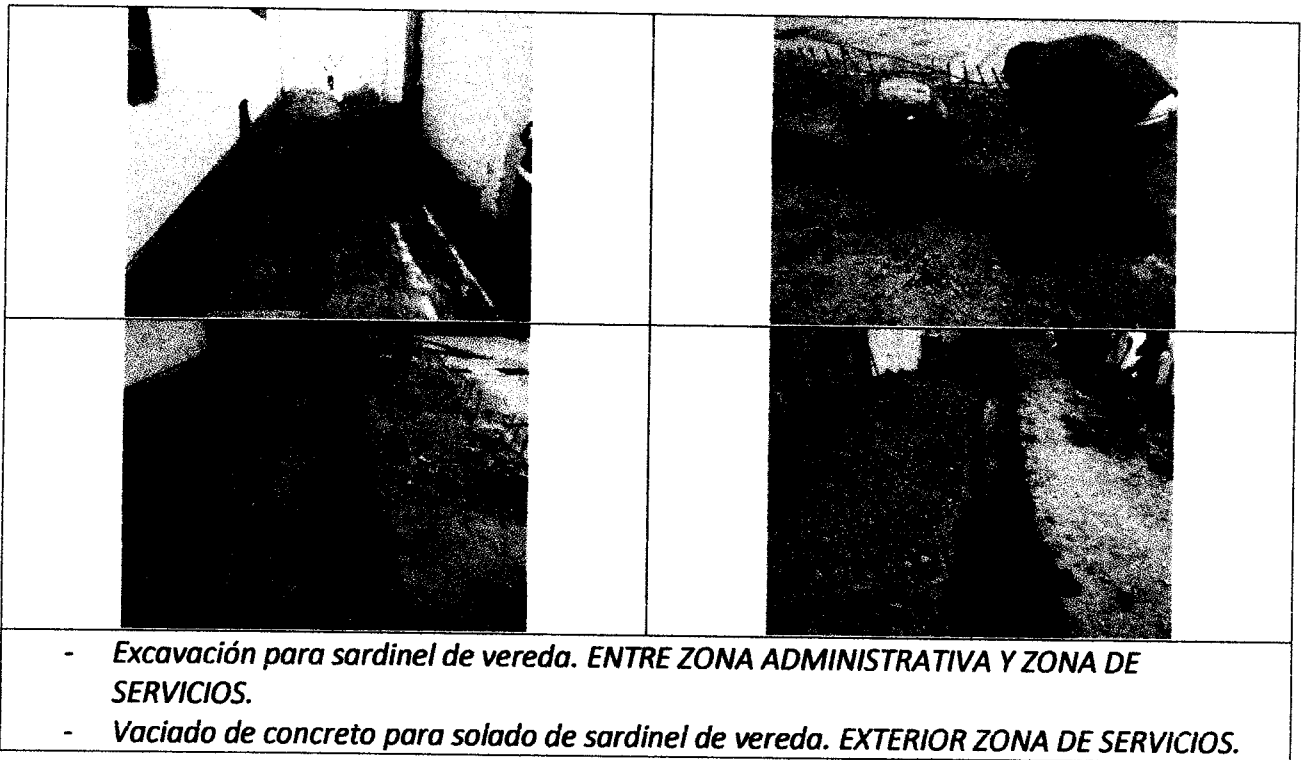 - Excavación para sardinel de vereda. ENTRE ZONA ADMINISTRATIVA Y ZONA DE
SERVICIOS.
- Vaciado de concreto para solado de sardinel de vereda. EXTERIOR ZONA DE SERVICIOS.